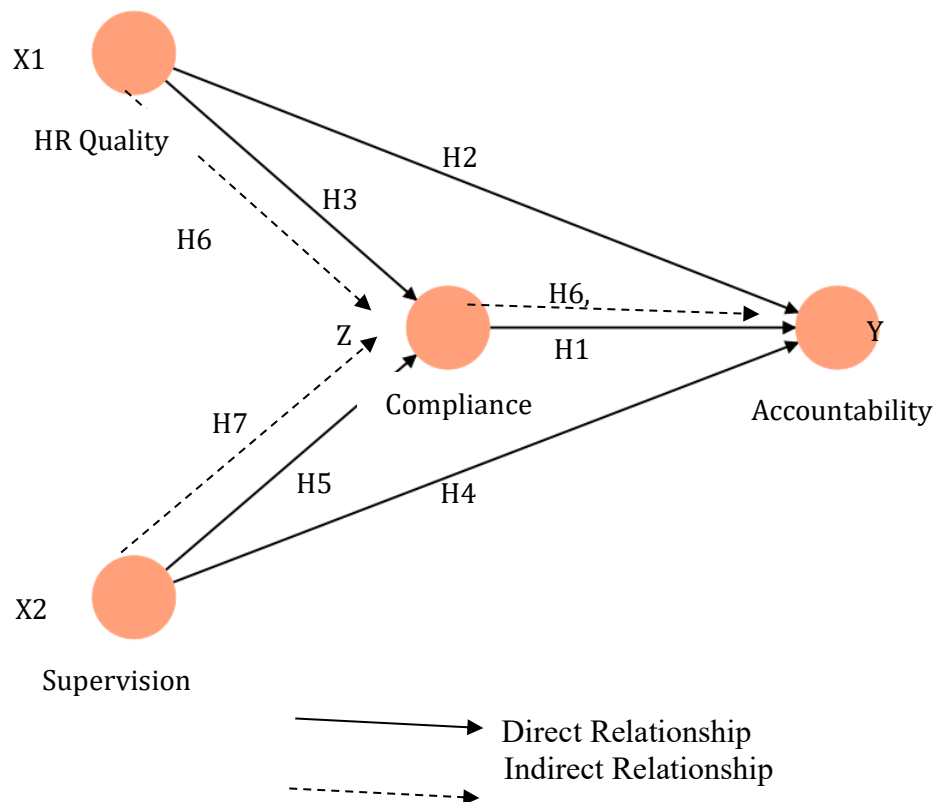 X1
HR Quality
H2
H3
H6
H6,
Z
Y
H1
Compliance
Accountability
H7
H5
H4
X2
Supervision
Direct Relationship
Indirect Relationship